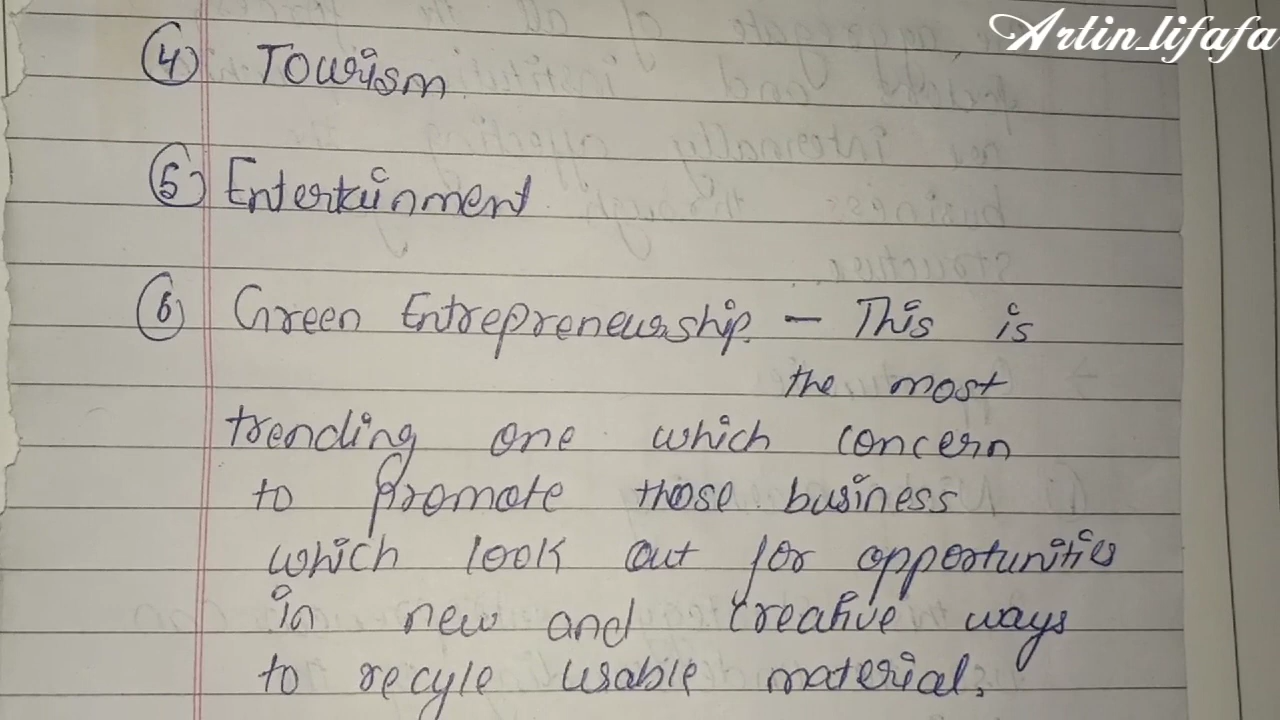 Artin_lifafa
④ Tourism
⑤ Entertainment
⑥ Green Entrepreneurship. – This is
the most
trending one which concern
to promote those business
which look out for opportunities
in new and creative ways
to recyle usable material.